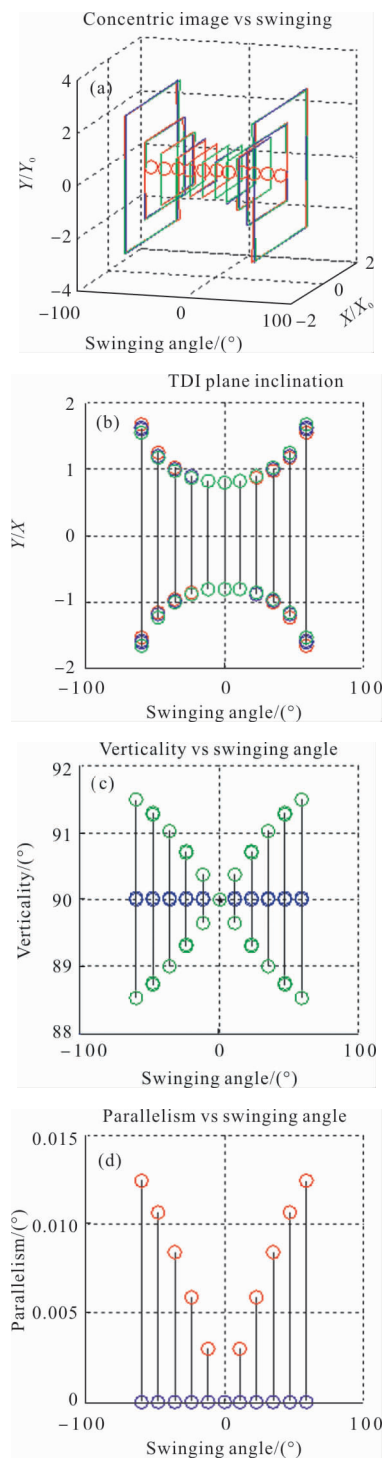 Concentric image vs swinging
(a)
4
2
0
−2
−4
Y/Y₀
−100
0
100
Swinging angle/(°)
−2
0
2
X/X₀
TDI plane inclination
(b)
2
1
0
−1
−2
Y/X
−100
0
100
Swinging angle/(°)
Verticality vs swinging angle
(c)
92
91
90
89
88
Verticality/(°)
−100
0
100
Swinging angle/(°)
Parallelism vs swinging angle
(d)
0.015
0.010
0.005
0
Parallelism/(°)
−100
0
100
Swinging angle/(°)